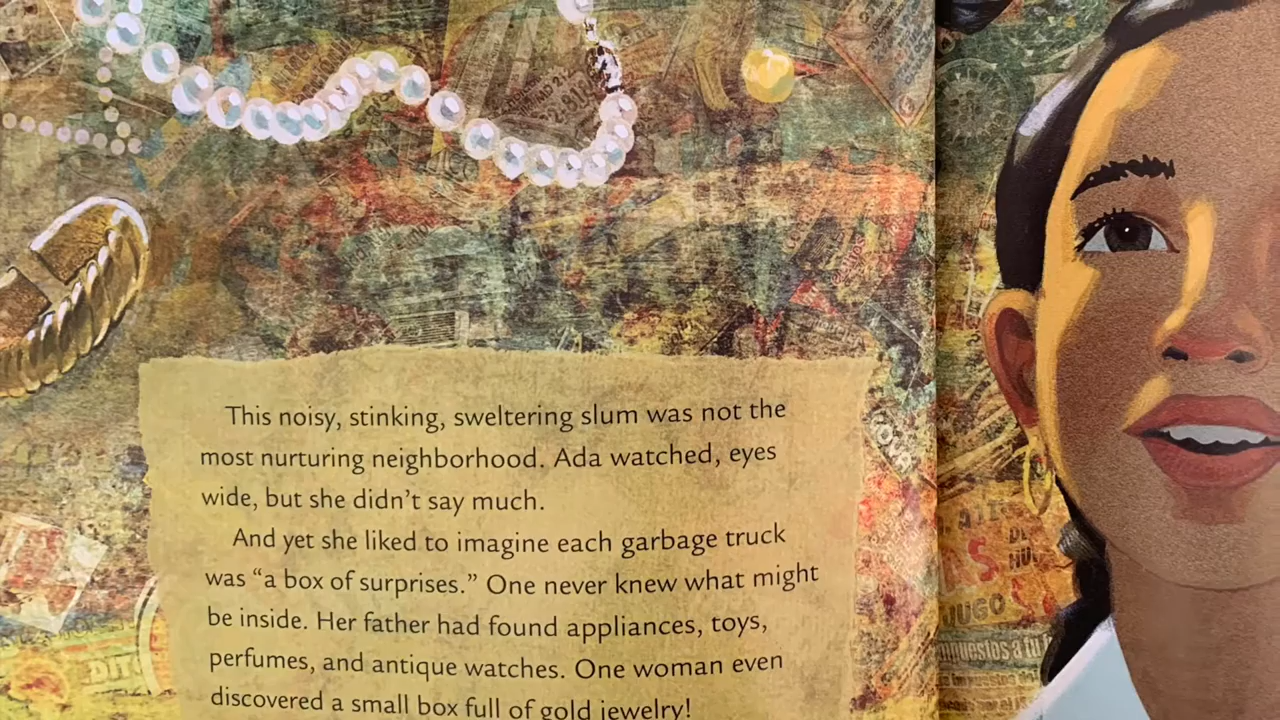 This noisy, stinking, sweltering slum was not the
most nurturing neighborhood. Ada watched, eyes
wide, but she didn't say much.
And yet she liked to imagine each garbage truck
was “a box of surprises.” One never knew what might
be inside. Her father had found appliances, toys,
perfumes, and antique watches. One woman even
discovered a small box full of gold jewelry!
JUGO